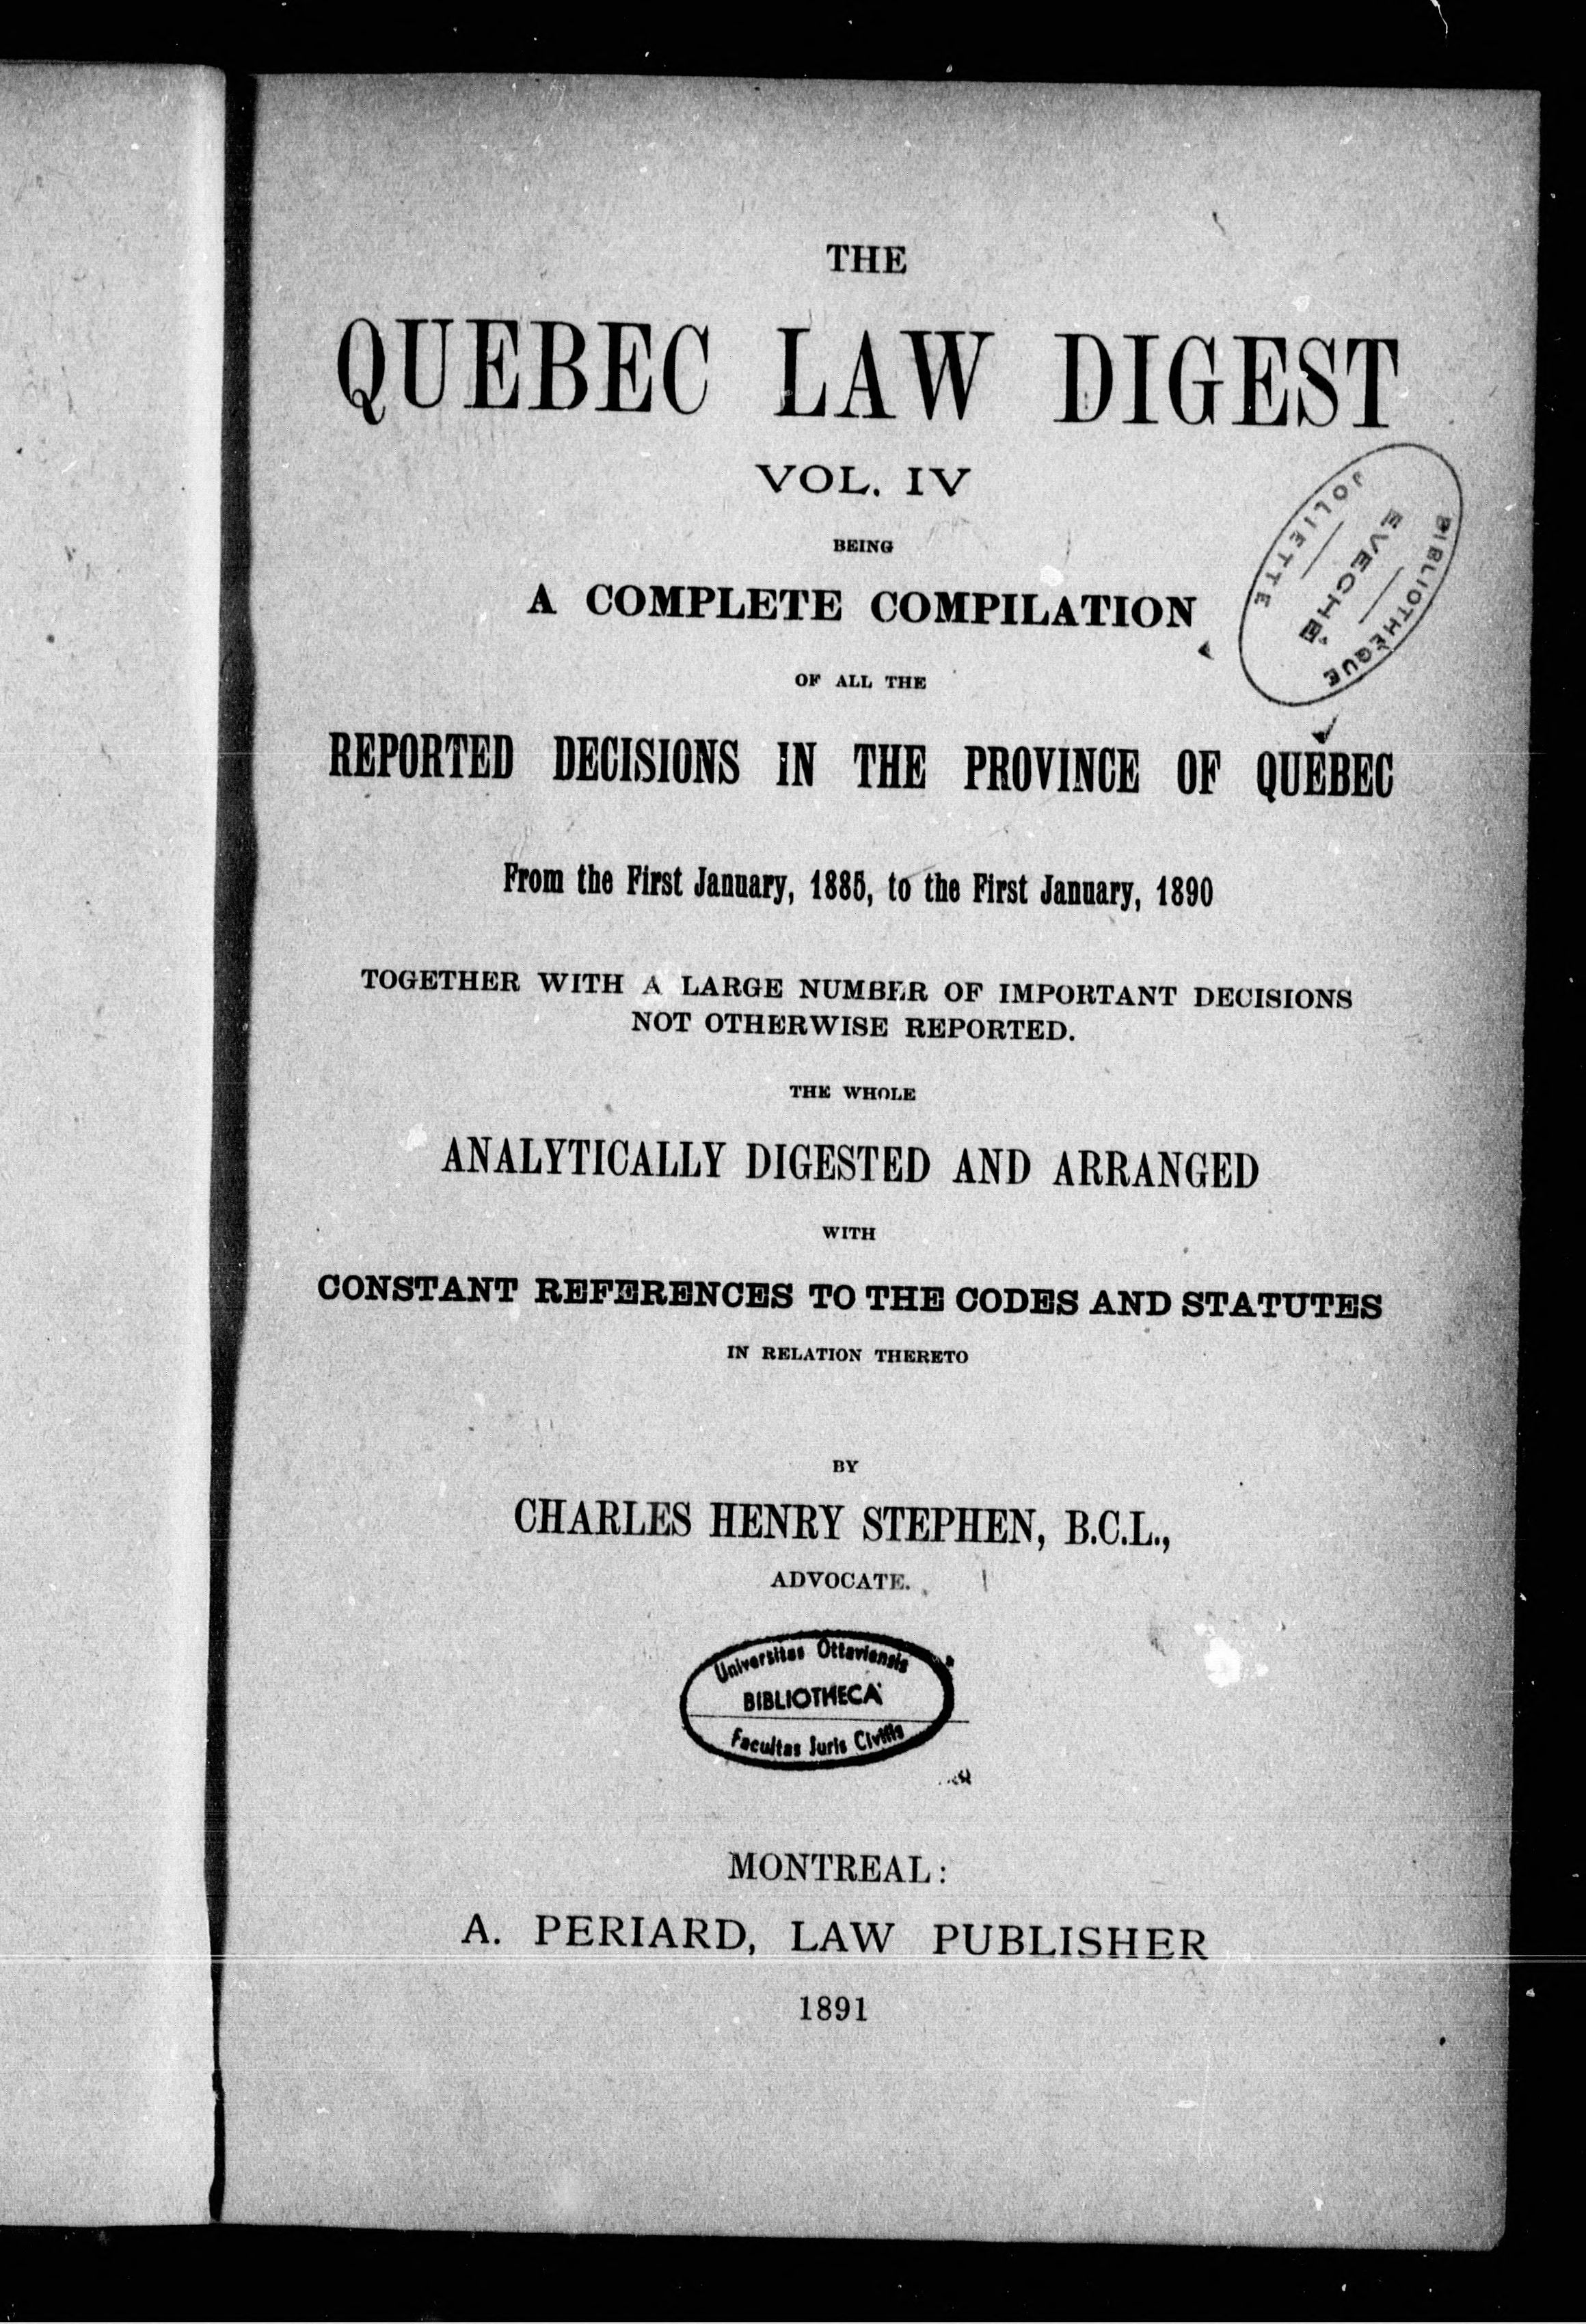 THE
QUEBEC LAW DIGEST
VOL. IV
BEING
A COMPLETE COMPILATION
OF ALL THE
REPORTED DECISIONS IN THE PROVINCE OF QUEBEC
From the First January, 1885, to the First January, 1890
TOGETHER WITH A LARGE NUMBER OF IMPORTANT DECISIONS
NOT OTHERWISE REPORTED.
THE WHOLE
ANALYTICALLY DIGESTED AND ARRANGED
WITH
CONSTANT REFERENCES TO THE CODES AND STATUTES
IN RELATION THERETO
BY
CHARLES HENRY STEPHEN, B.C.L.,
ADVOCATE.
MONTREAL:
A. PERIARD, LAW PUBLISHER
1891
BIBLIOTHÈQUE
EVECHÉ
JOLIETTE
Universitas Ottaviensis
BIBLIOTHECA
Facultas Juris Civilis